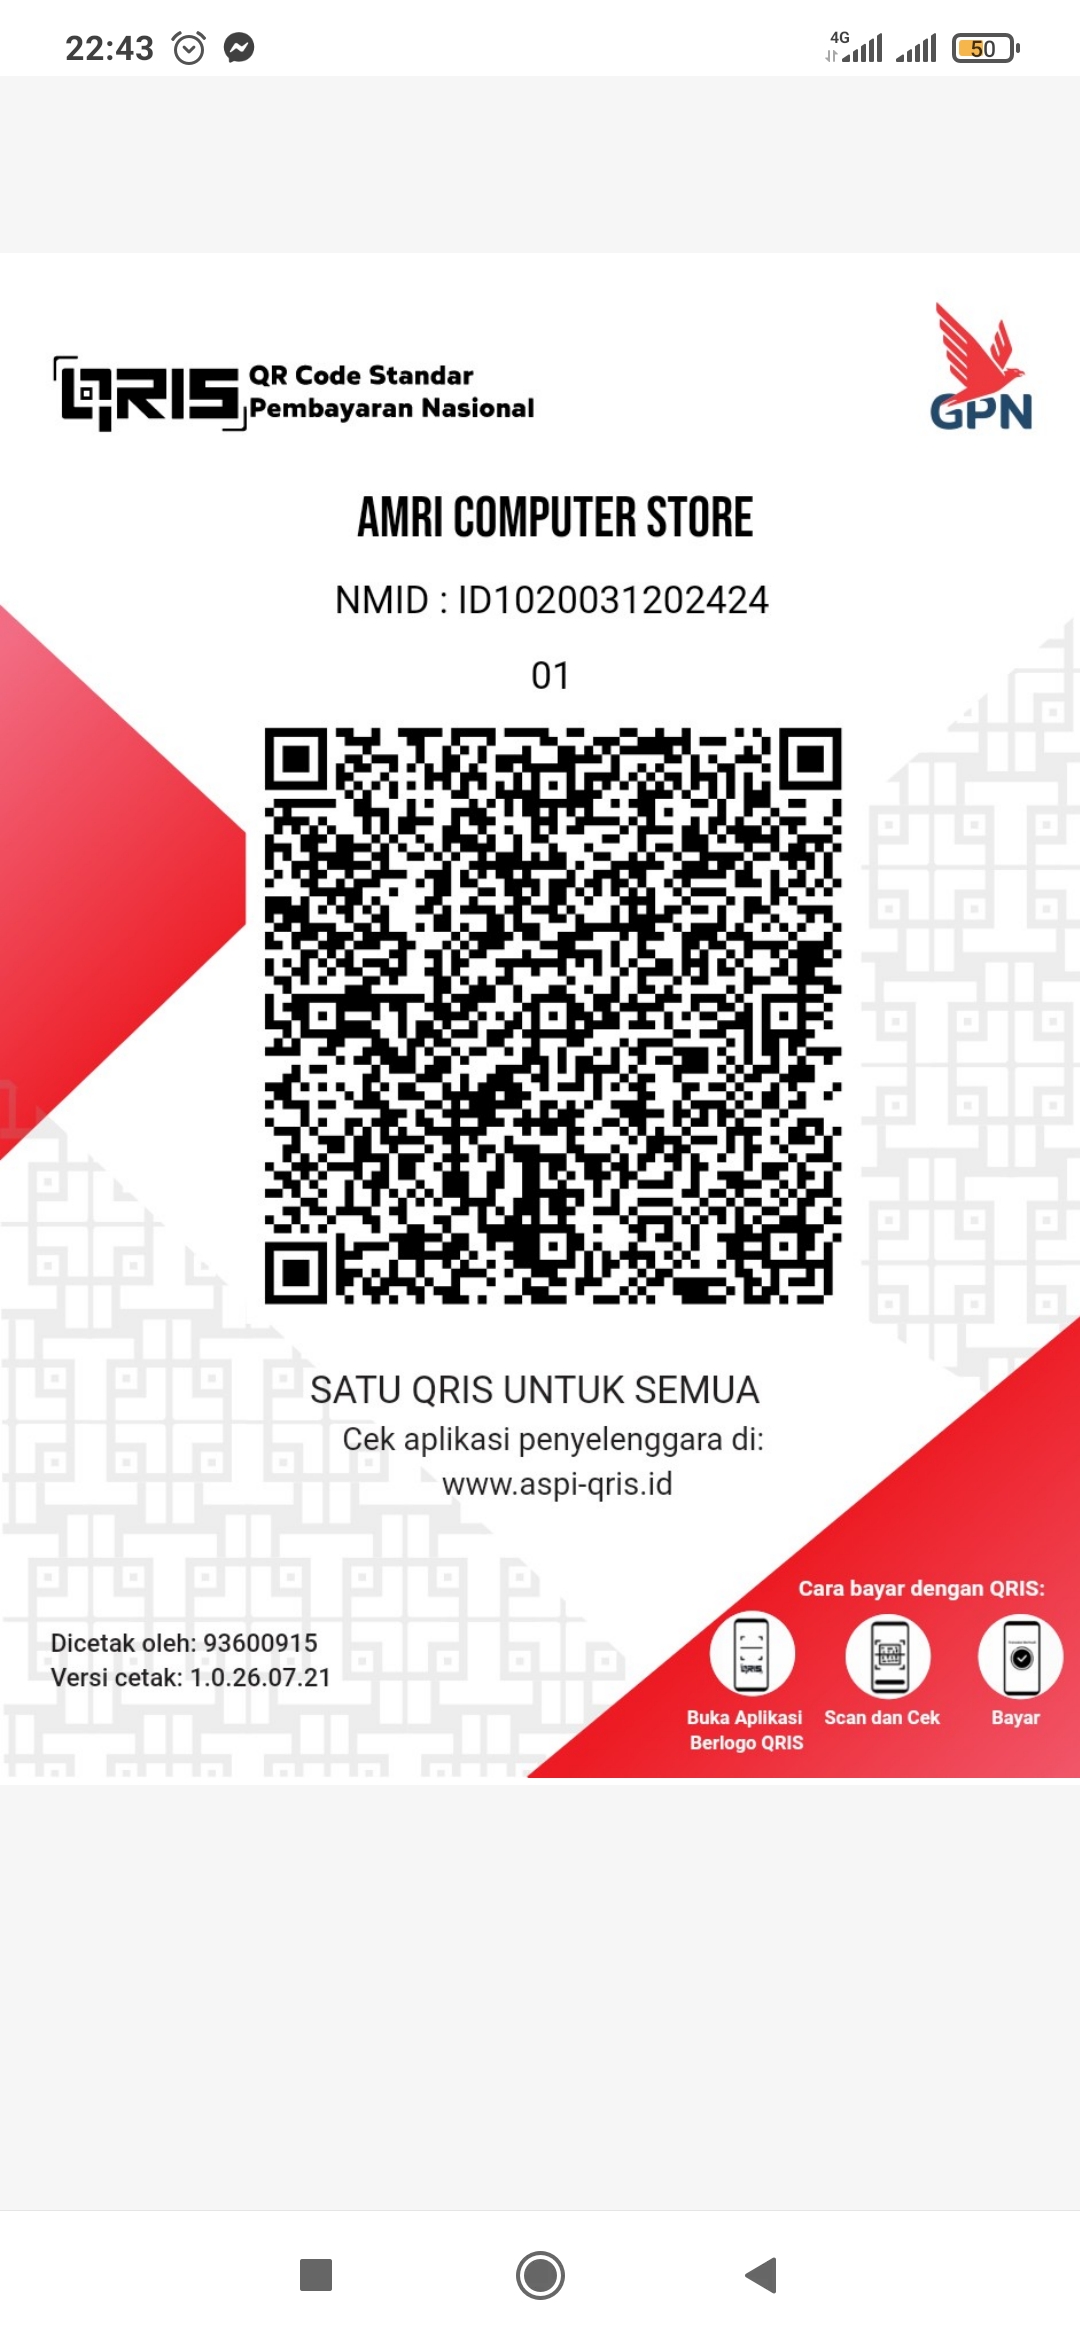 22:43
4G
50
QRIS
QR Code Standar
Pembayaran Nasional
GPN
AMRI COMPUTER STORE
NMID : ID1020031202424
01
SATU QRIS UNTUK SEMUA
Cek aplikasi penyelenggara di:
www.aspi-qris.id
Cara bayar dengan QRIS:
QRIS
Buka Aplikasi
Berlogo QRIS
Scan dan Cek
Bayar
Dicetak oleh: 93600915
Versi cetak: 1.0.26.07.21